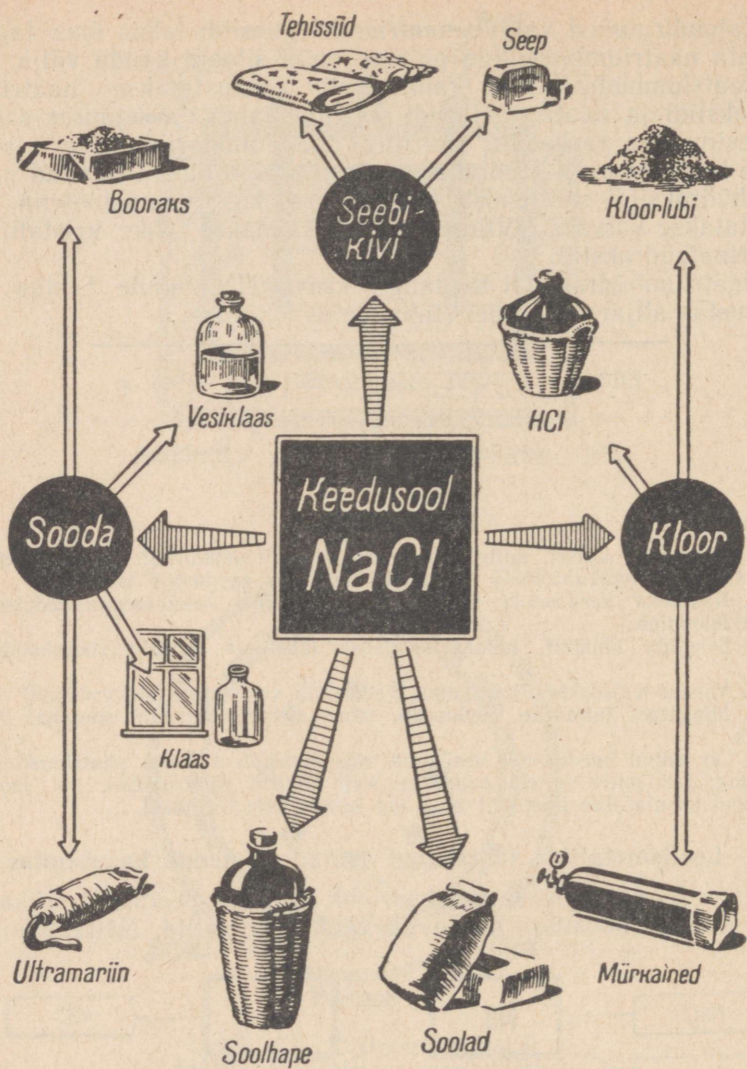 Tehissiid
Seep
Booraks
Seebi-
kivi
Kloorlubi
Vesiklaas
HCl
Keedusool
NaCl
Sooda
Kloor
Klaas
Ultramariin
Mürkained
Soolhape
Soolad